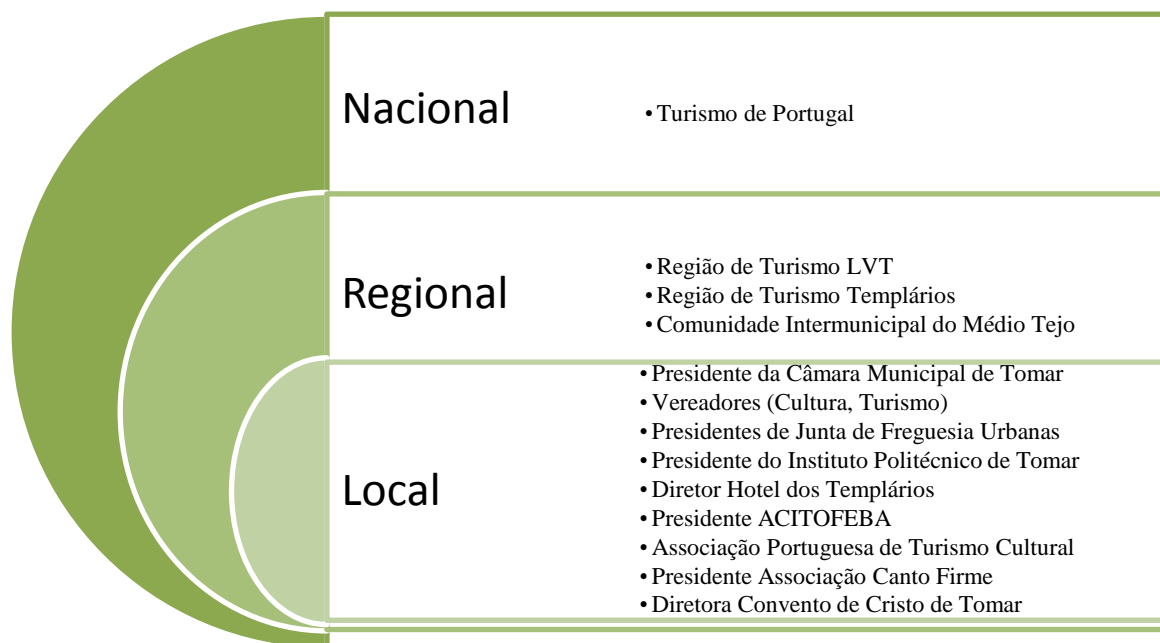 Nacional
• Turismo de Portugal
Regional
• Região de Turismo LVT
• Região de Turismo Templários
• Comunidade Intermunicipal do Médio Tejo
Local
• Presidente da Câmara Municipal de Tomar
• Vereadores (Cultura, Turismo)
• Presidentes de Junta de Freguesia Urbanas
• Presidente do Instituto Politécnico de Tomar
• Diretor Hotel dos Templários
• Presidente ACITOFEBA
• Associação Portuguesa de Turismo Cultural
• Presidente Associação Canto Firme
• Diretora Convento de Cristo de Tomar